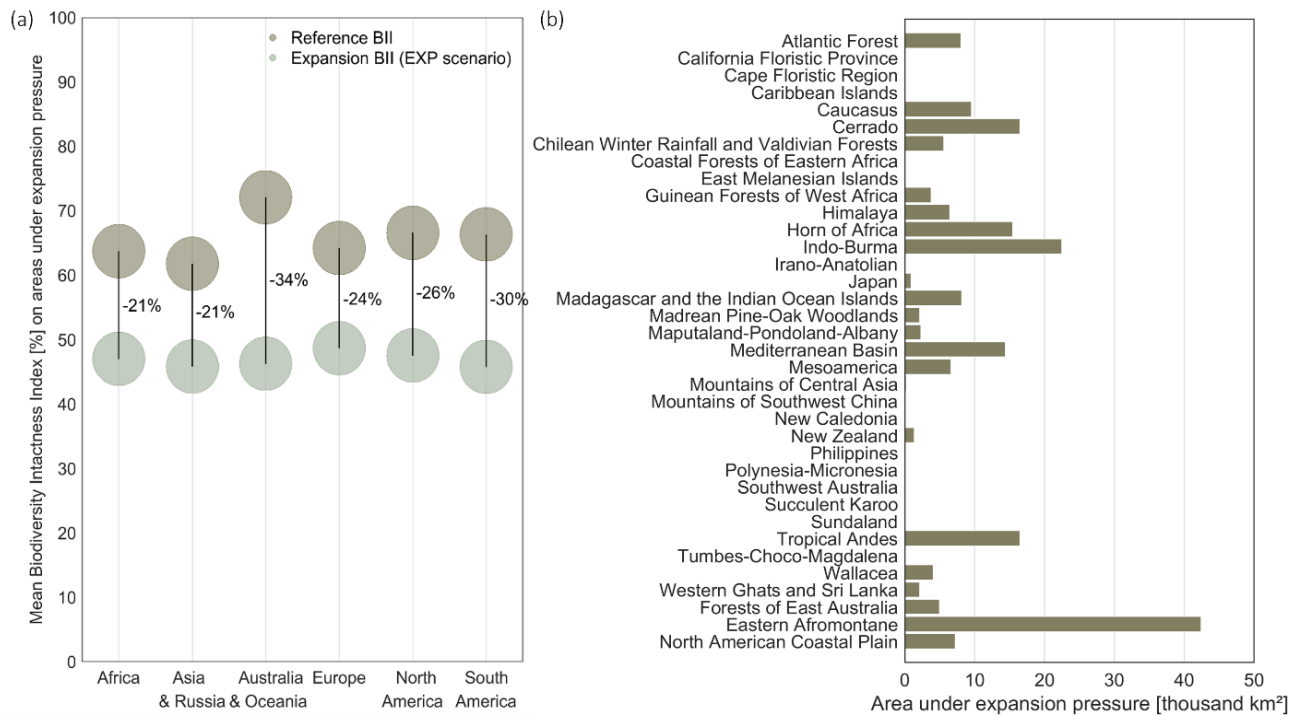 (a)
Mean Biodiversity Intactness Index [%] on areas under expansion pressure
100
90
80
70
60
50
40
30
20
10
0
Reference BII
Expansion BII (EXP scenario)
-21%
-21%
-34%
-24%
-26%
-30%
Africa
Asia
& Russia
Australia
& Oceania
Europe
North
America
South
America
(b)
Atlantic Forest
California Floristic Province
Cape Floristic Region
Caribbean Islands
Caucasus
Cerrado
Chilean Winter Rainfall and Valdivian Forests
Coastal Forests of Eastern Africa
East Melanesian Islands
Guinean Forests of West Africa
Himalaya
Horn of Africa
Indo-Burma
Irano-Anatolian
Japan
Madagascar and the Indian Ocean Islands
Madrean Pine-Oak Woodlands
Maputaland-Pondoland-Albany
Mediterranean Basin
Mesoamerica
Mountains of Central Asia
Mountains of Southwest China
New Caledonia
New Zealand
Philippines
Polynesia-Micronesia
Southwest Australia
Succulent Karoo
Sundaland
Tropical Andes
Tumbes-Choco-Magdalena
Wallacea
Western Ghats and Sri Lanka
Forests of East Australia
Eastern Afromontane
North American Coastal Plain
0 10 20 30 40 50
Area under expansion pressure [thousand km²]